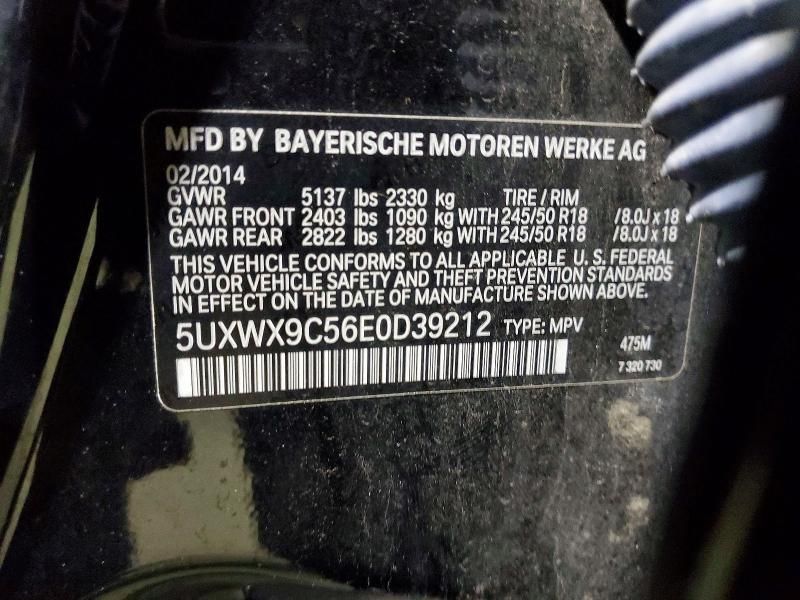 MFD BY BAYERISCHE MOTOREN WERKE AG
02/2014
GVWR 5137 lbs 2330 kg TIRE / RIM
GAWR FRONT 2403 lbs 1090 kg WITH 245/50 R18 /8.0J x 18
GAWR REAR 2822 lbs 1280 kg WITH 245/50 R18 /8.0J x 18
THIS VEHICLE CONFORMS TO ALL APPLICABLE U. S. FEDERAL
MOTOR VEHICLE SAFETY AND THEFT PREVENTION STANDARDS
IN EFFECT ON THE DATE OF MANUFACTURE SHOWN ABOVE.
5UXWX9C56E0D39212 TYPE: MPV
475M
7 320 730